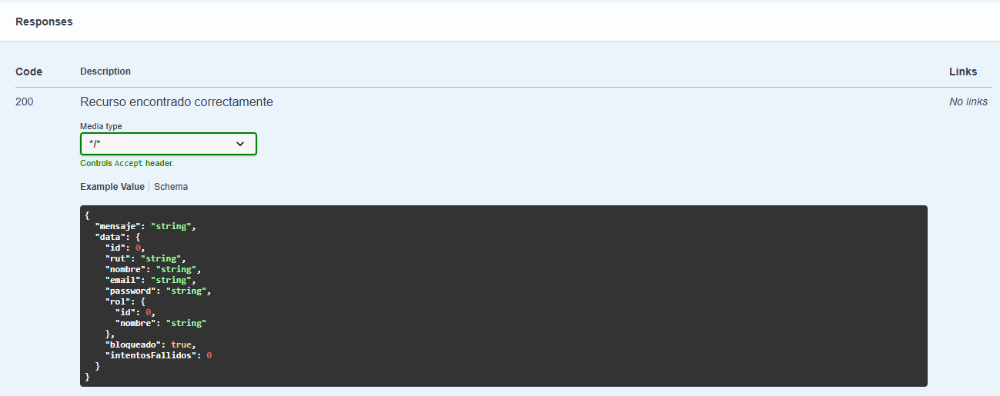 Responses
Code Description Links
200 Recurso encontrado correctamente No links
Media type
*/*
Controls Accept header.
Example Value Schema
{
  "mensaje": "string",
  "data": {
    "id": 0,
    "rut": "string",
    "nombre": "string",
    "email": "string",
    "password": "string",
    "rol": {
      "id": 0,
      "nombre": "string"
    },
    "bloqueado": true,
    "intentosFallidos": 0
  }
}